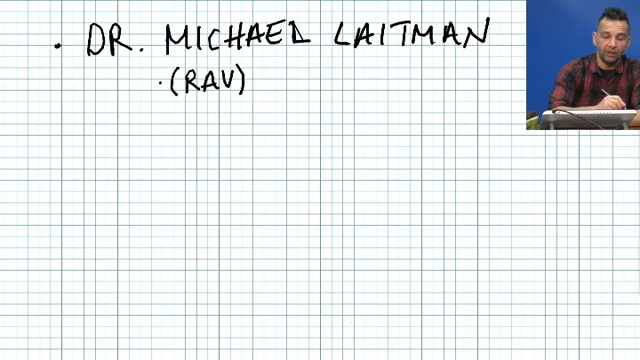 • DR. MICHAEL LAITMAN
• (RAV)